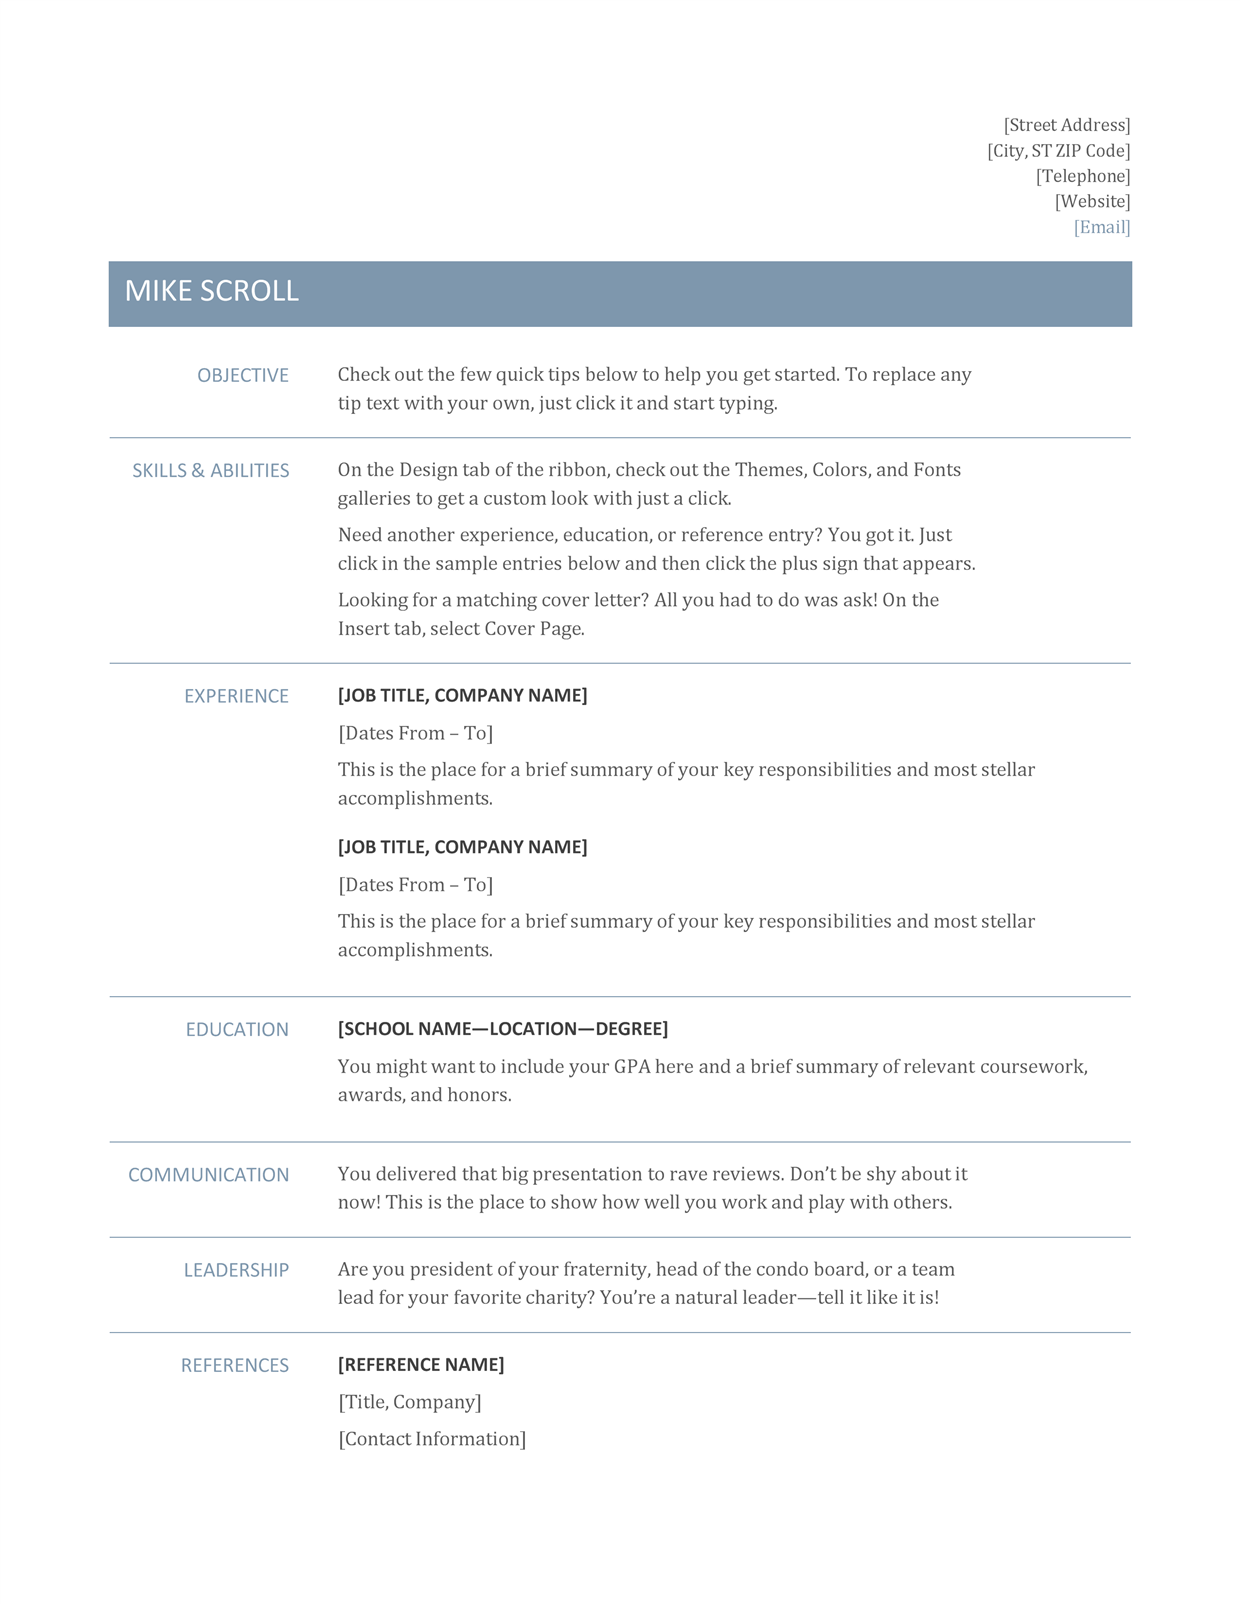 [Street Address]
[City, ST ZIP Code]
[Telephone]
[Website]
[Email]
MIKE SCROLL
OBJECTIVE
Check out the few quick tips below to help you get started. To replace any
tip text with your own, just click it and start typing.
SKILLS & ABILITIES
On the Design tab of the ribbon, check out the Themes, Colors, and Fonts
galleries to get a custom look with just a click.
Need another experience, education, or reference entry? You got it. Just
click in the sample entries below and then click the plus sign that appears.
Looking for a matching cover letter? All you had to do was ask! On the
Insert tab, select Cover Page.
EXPERIENCE
[JOB TITLE, COMPANY NAME]
[Dates From – To]
This is the place for a brief summary of your key responsibilities and most stellar
accomplishments.
[JOB TITLE, COMPANY NAME]
[Dates From – To]
This is the place for a brief summary of your key responsibilities and most stellar
accomplishments.
EDUCATION
[SCHOOL NAME—LOCATION—DEGREE]
You might want to include your GPA here and a brief summary of relevant coursework,
awards, and honors.
COMMUNICATION
You delivered that big presentation to rave reviews. Don’t be shy about it
now! This is the place to show how well you work and play with others.
LEADERSHIP
Are you president of your fraternity, head of the condo board, or a team
lead for your favorite charity? You’re a natural leader—tell it like it is!
REFERENCES
[REFERENCE NAME]
[Title, Company]
[Contact Information]